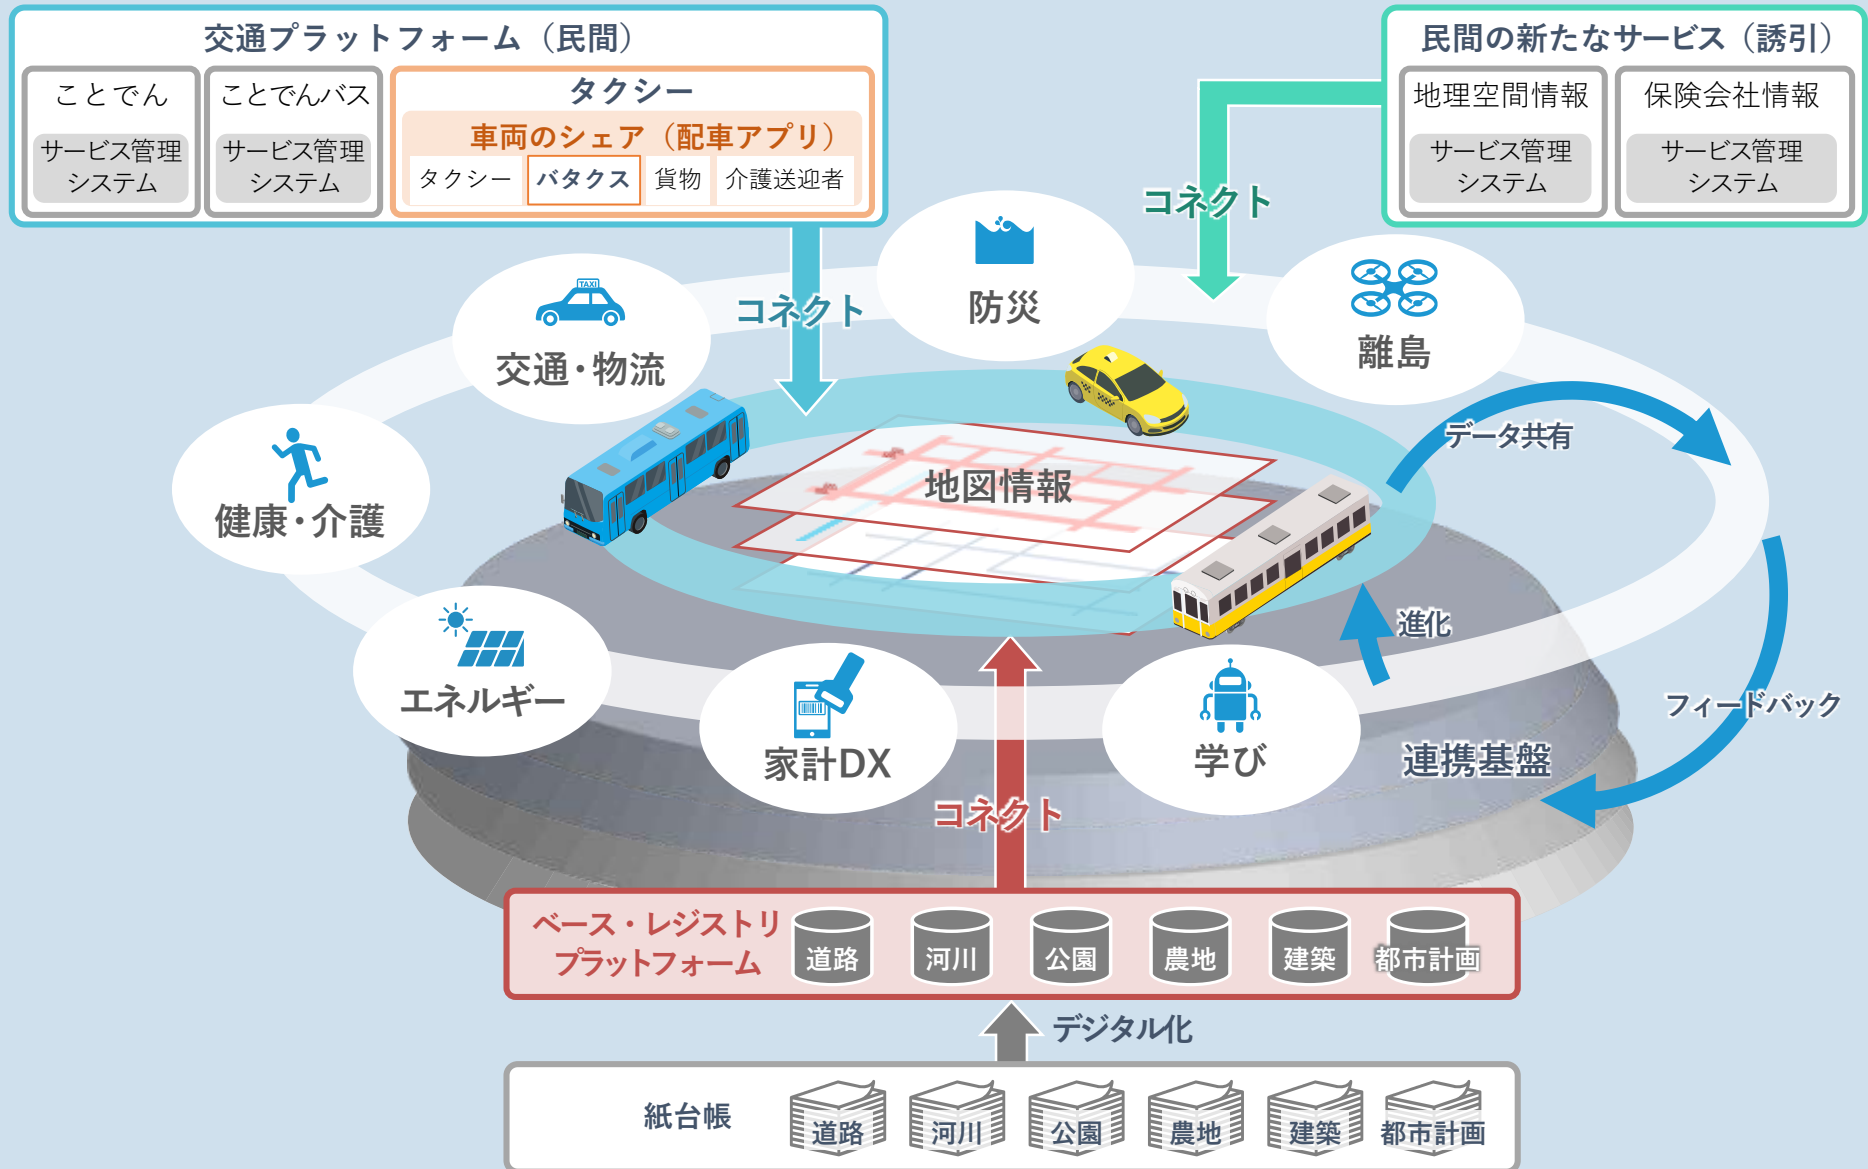 交通プラットフォーム（民間）
ことでん
サービス管理
システム
ことでんバス
サービス管理
システム
タクシー
車両のシェア（配車アプリ）
タクシー
バタクス
貨物
介護送迎者
民間の新たなサービス（誘引）
地理空間情報
サービス管理
システム
保険会社情報
サービス管理
システム
コネクト
コネクト
TAXI
交通・物流
防災
離島
健康・介護
地図情報
データ共有
進化
フィードバック
エネルギー
家計DX
学び
連携基盤
コネクト
ベース・レジストリ
プラットフォーム
道路
河川
公園
農地
建築
都市計画
デジタル化
紙台帳
道路
河川
公園
農地
建築
都市計画